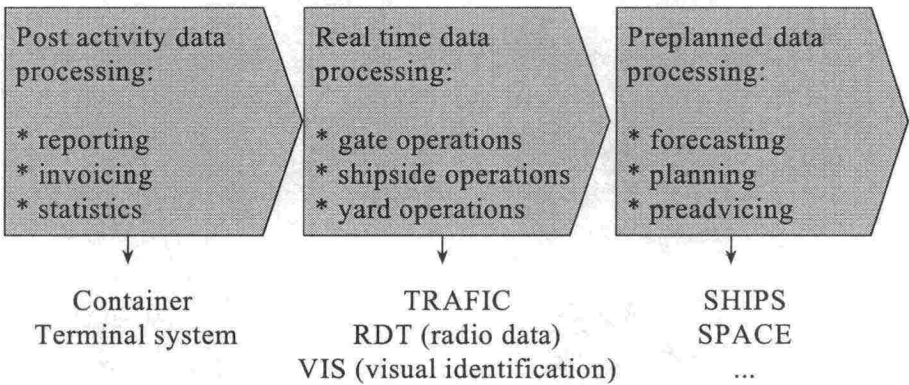 Post activity data
processing:
* reporting
* invoicing
* statistics
Real time data
processing:
* gate operations
* shipside operations
* yard operations
Preplanned data
processing:
* forecasting
* planning
* preadvicing
Container
Terminal system
TRAFIC
RDT (radio data)
VIS (visual identification)
SHIPS
SPACE
...